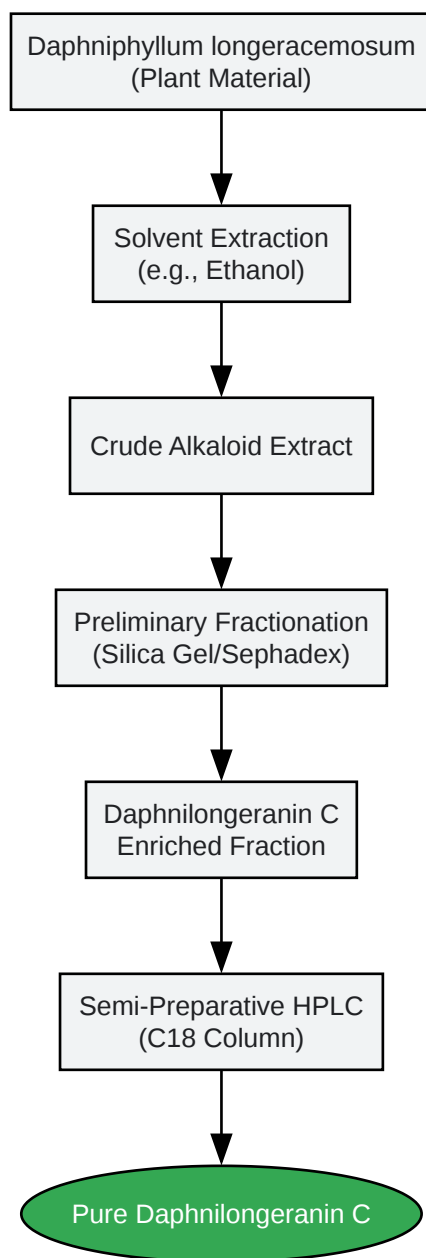 Daphniphyllum longeracemosum
(Plant Material)
Solvent Extraction
(e.g., Ethanol)
Crude Alkaloid Extract
Preliminary Fractionation
(Silica Gel/Sephadex)
Daphnilongeranin C
Enriched Fraction
Semi-Preparative HPLC
(C18 Column)
Pure Daphnilongeranin C